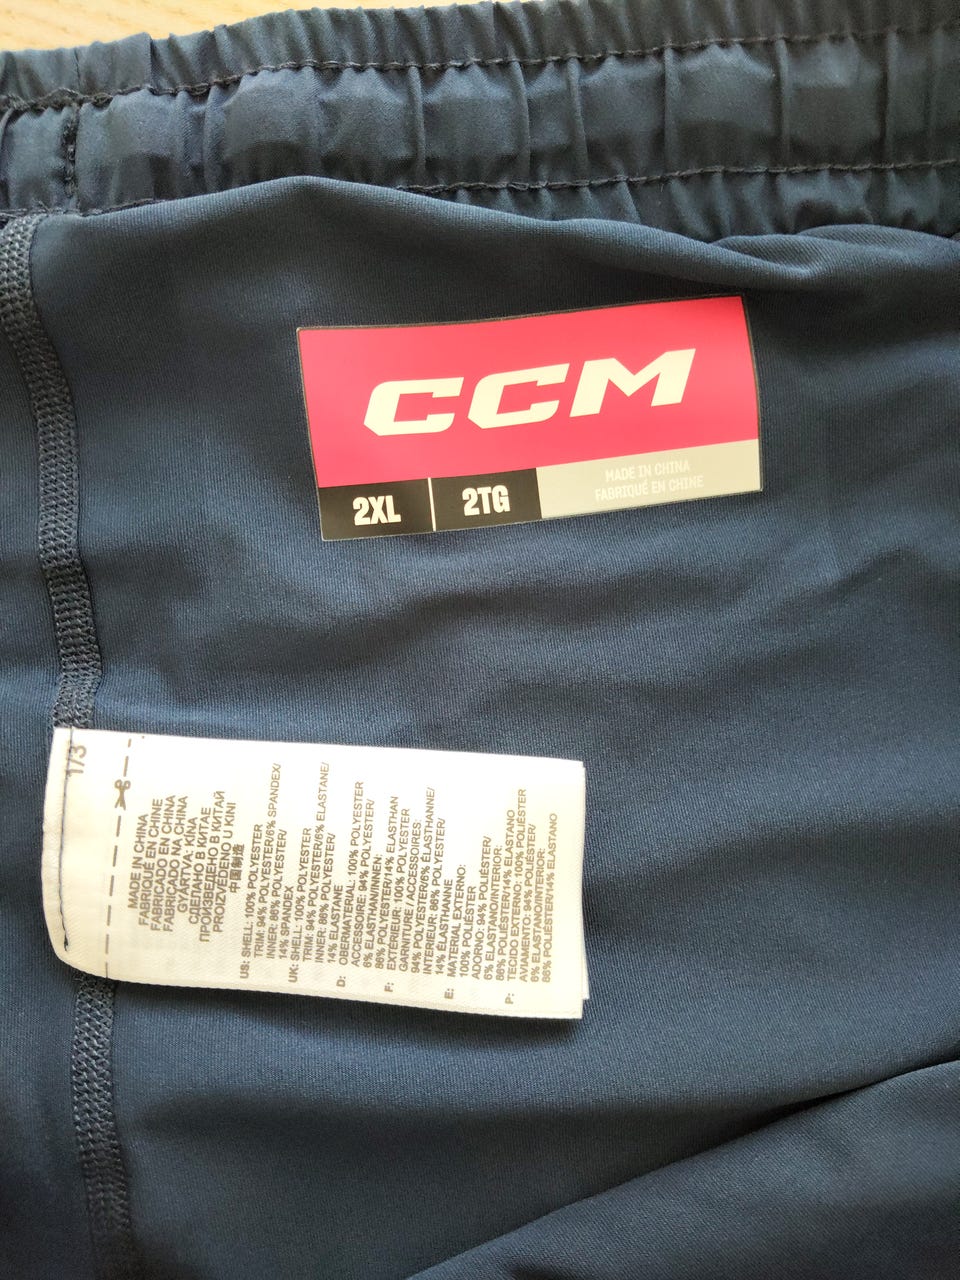 CCM
2XL
2TG
MADE IN CHINA
FABRIQUÉ EN CHINE
1/3
MADE IN CHINA
FABRIQUÉ EN CHINE
FABRICADO EN CHINA
FABRICADO NA CHINA
GYÁRTVA: KÍNA
СДЕЛАНО В КИТАЕ
ПРОИЗВЕДЕНО В КИТАЙ
PROIZVEDENO U KINI
中国制造
US: SHELL: 100% POLYESTER
TRIM: 94% POLYESTER/6% SPANDEX/
INNER: 86% POLYESTER/
14% SPANDEX
UK: SHELL: 100% POLYESTER
TRIM: 94% POLYESTER/6% ELASTANE/
INNER: 86% POLYESTER/
14% ELASTANE
D: OBERMATERIAL: 100% POLYESTER
ACCESSOIRE: 94% POLYESTER/
6% ELASTHAN/INNEN:
86% POLYESTER/14% ELASTHAN
F: EXTÉRIEUR: 100% POLYESTER
GARNITURE / ACCESSOIRES:
94% POLYESTER/6% ÉLASTHANNE/
INTERIEUR: 86% POLYESTER/
14% ÉLASTHANNE
E: MATERIAL EXTERNO:
100% POLIÉSTER
ADORNO: 94% POLIÉSTER/
6% ELASTANO/INTERIOR:
86% POLIÉSTER/14% ELASTANO
P: TECIDO EXTERNO: 100% POLIÉSTER
AVIAMENTO: 94% POLIÉSTER/
6% ELASTANO/INTERIOR:
86% POLIÉSTER/14% ELASTANO